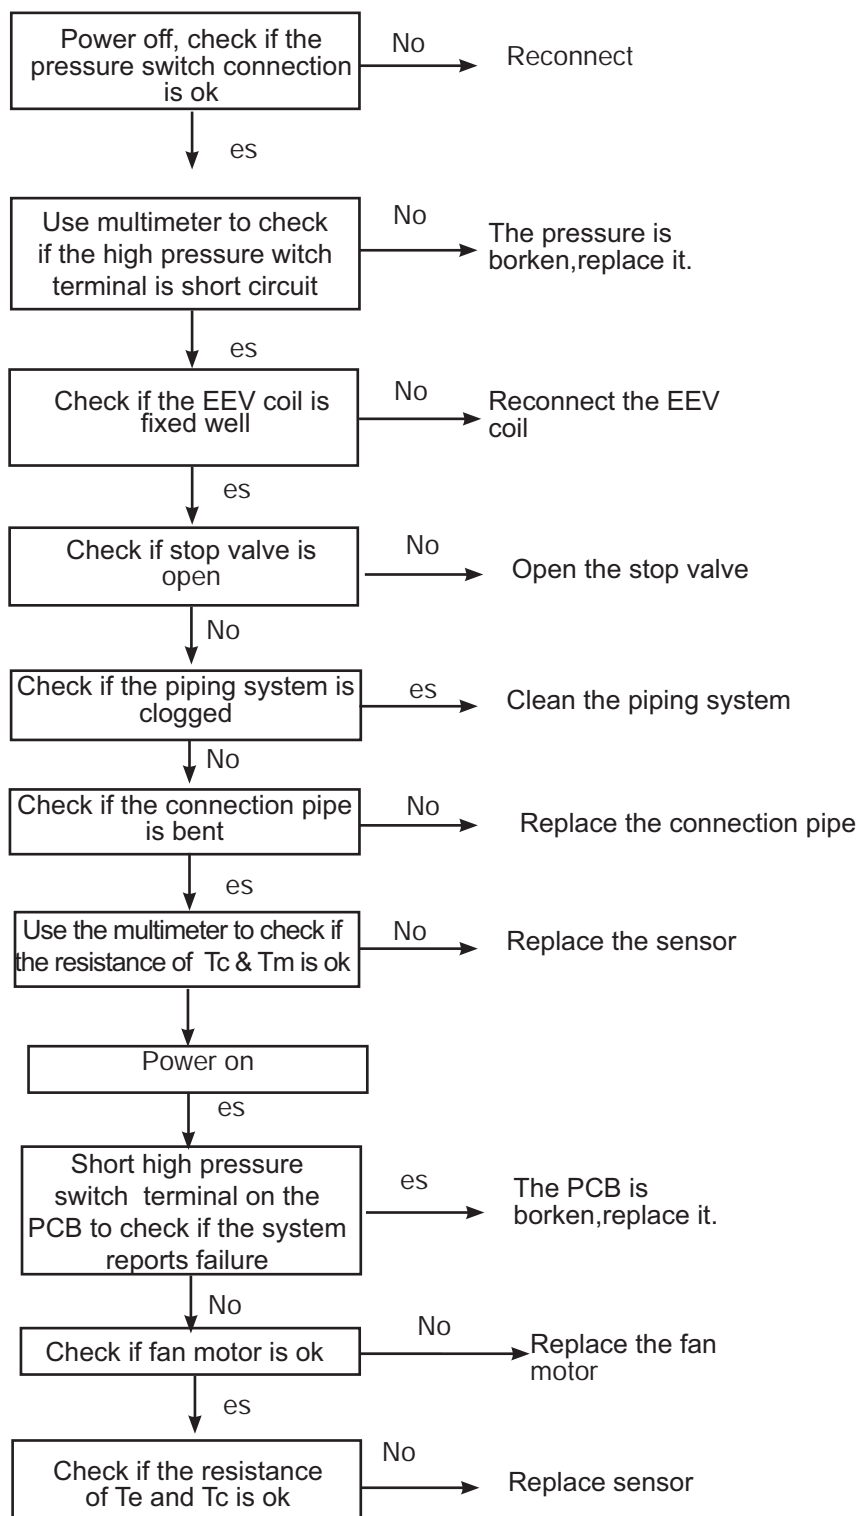 Power off, check if the
pressure switch connection
is ok
No
Reconnect
es
Use multimeter to check
if the high pressure witch
terminal is short circuit
No
The pressure is
borken,replace it.
es
Check if the EEV coil is
fixed well
No
Reconnect the EEV
coil
es
Check if stop valve is
open
No
Open the stop valve
No
Check if the piping system is
clogged
es
Clean the piping system
No
Check if the connection pipe
is bent
No
Replace the connection pipe
es
Use the multimeter to check if
the resistance of Tc & Tm is ok
No
Replace the sensor
Power on
es
Short high pressure
switch terminal on the
PCB to check if the system
reports failure
es
The PCB is
borken,replace it.
No
Check if fan motor is ok
No
Replace the fan
motor
es
Check if the resistance
of Te and Tc is ok
No
Replace sensor